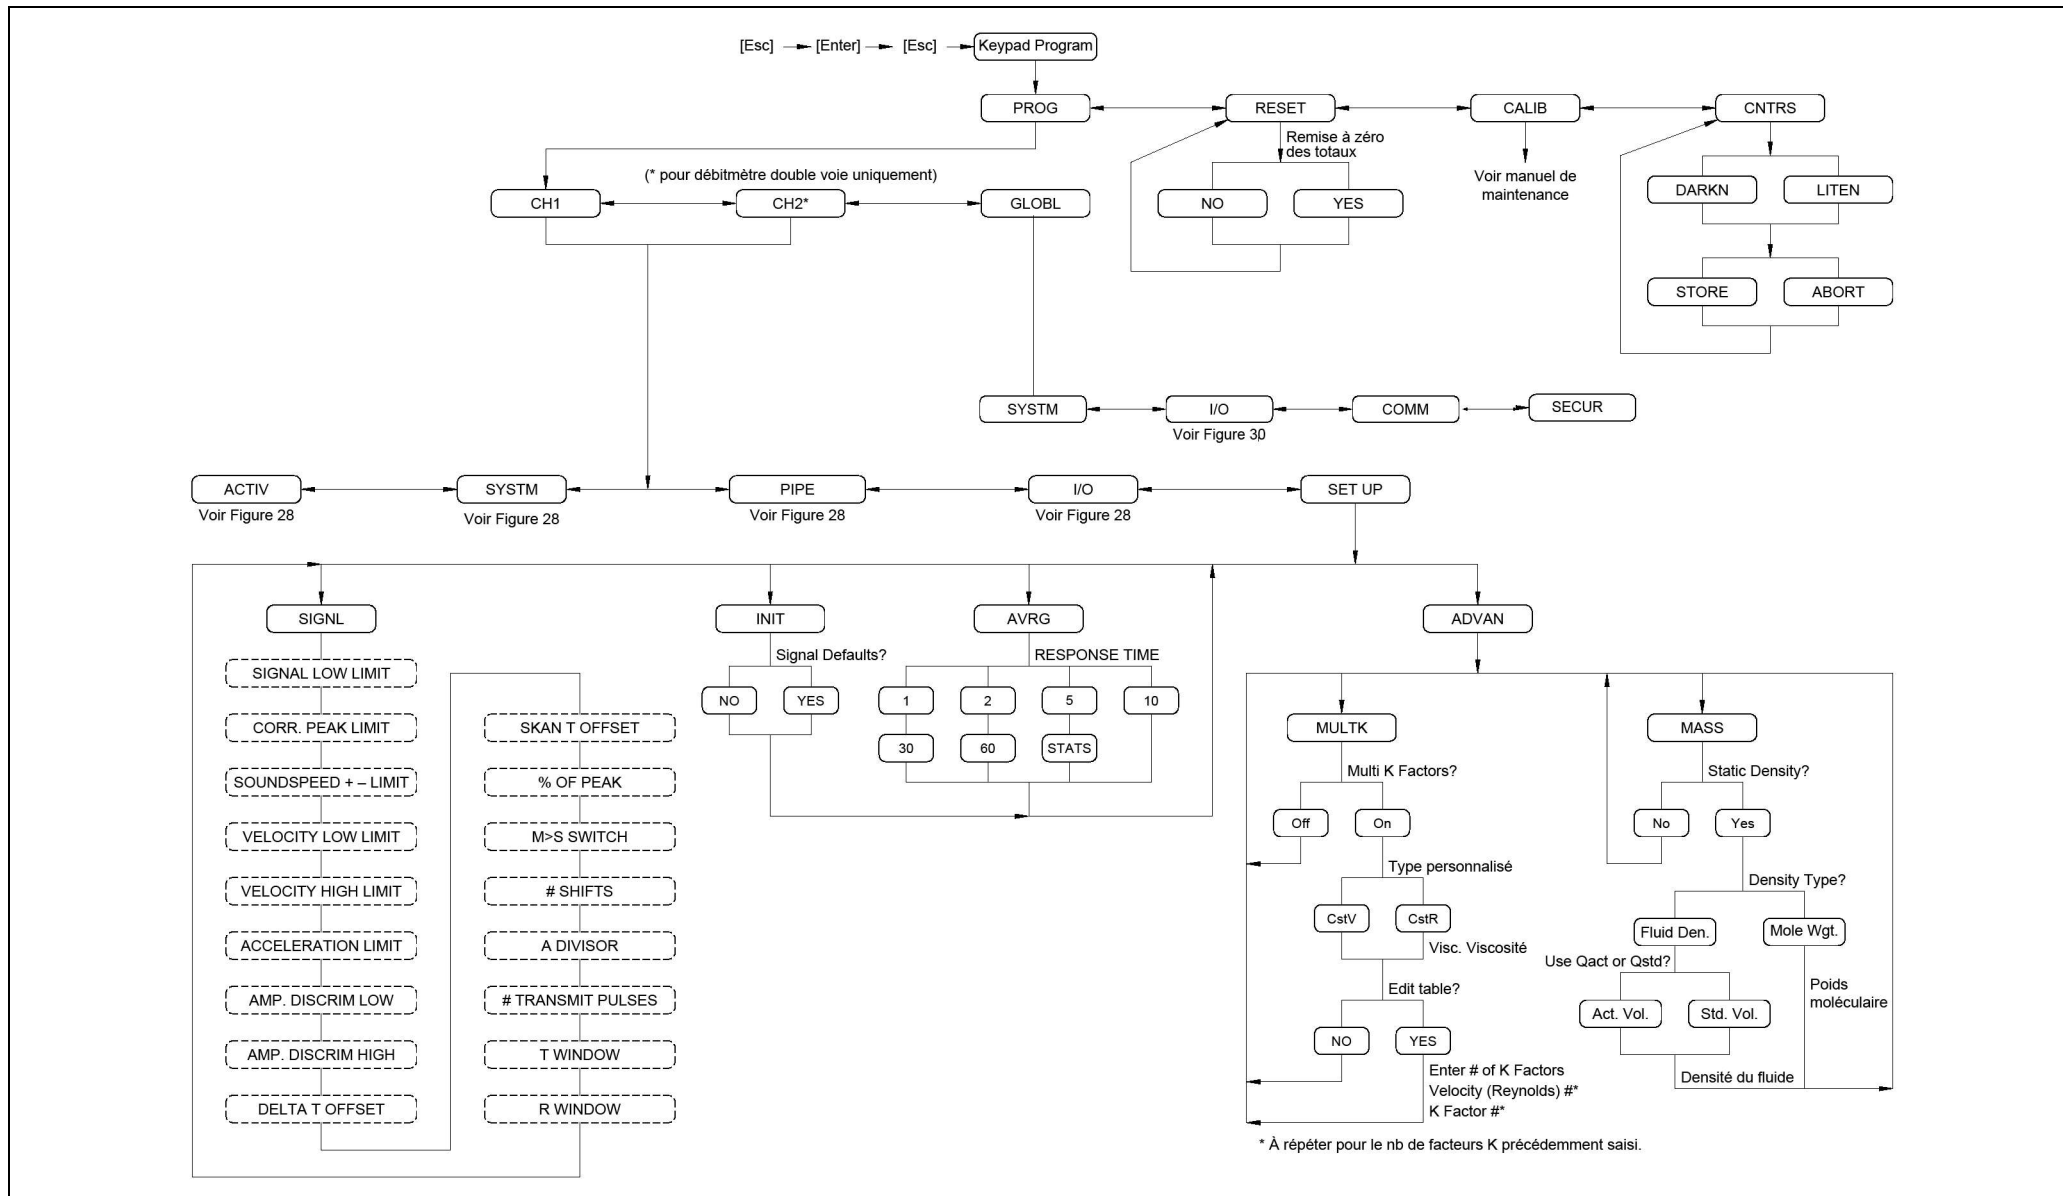 [Esc] [Enter] [Esc] Keypad Program
PROG RESET CALIB CNTRS
Remise à zéro
des totaux
Voir manuel de
maintenance
(* pour débitmètre double voie uniquement)
CH1 CH2* GLOBL
NO YES
DARKN LITEN
STORE ABORT
SYSTM I/O COMM SECUR
Voir Figure 30
ACTIV SYSTM PIPE I/O SET UP
Voir Figure 28 Voir Figure 28 Voir Figure 28 Voir Figure 28
SIGNL INIT AVRG ADVAN
SIGNAL LOW LIMIT
CORR. PEAK LIMIT
SOUNDSPEED + – LIMIT
VELOCITY LOW LIMIT
VELOCITY HIGH LIMIT
ACCELERATION LIMIT
AMP. DISCRIM LOW
AMP. DISCRIM HIGH
DELTA T OFFSET
SKAN T OFFSET
% OF PEAK
M>S SWITCH
# SHIFTS
A DIVISOR
# TRANSMIT PULSES
T WINDOW
R WINDOW
Signal Defaults?
NO YES
RESPONSE TIME
1 2 5 10
30 60 STATS
MULTK
Multi K Factors?
Off On
Type personnalisé
CstV CstR
Visc. Viscosité
Edit table?
NO YES
Enter # of K Factors
Velocity (Reynolds) #*
K Factor #*
MASS
Static Density?
No Yes
Density Type?
Fluid Den. Mole Wgt.
Use Qact or Qstd?
Act. Vol. Std. Vol.
Poids
moléculaire
Densité du fluide
* À répéter pour le nb de facteurs K précédemment saisi.